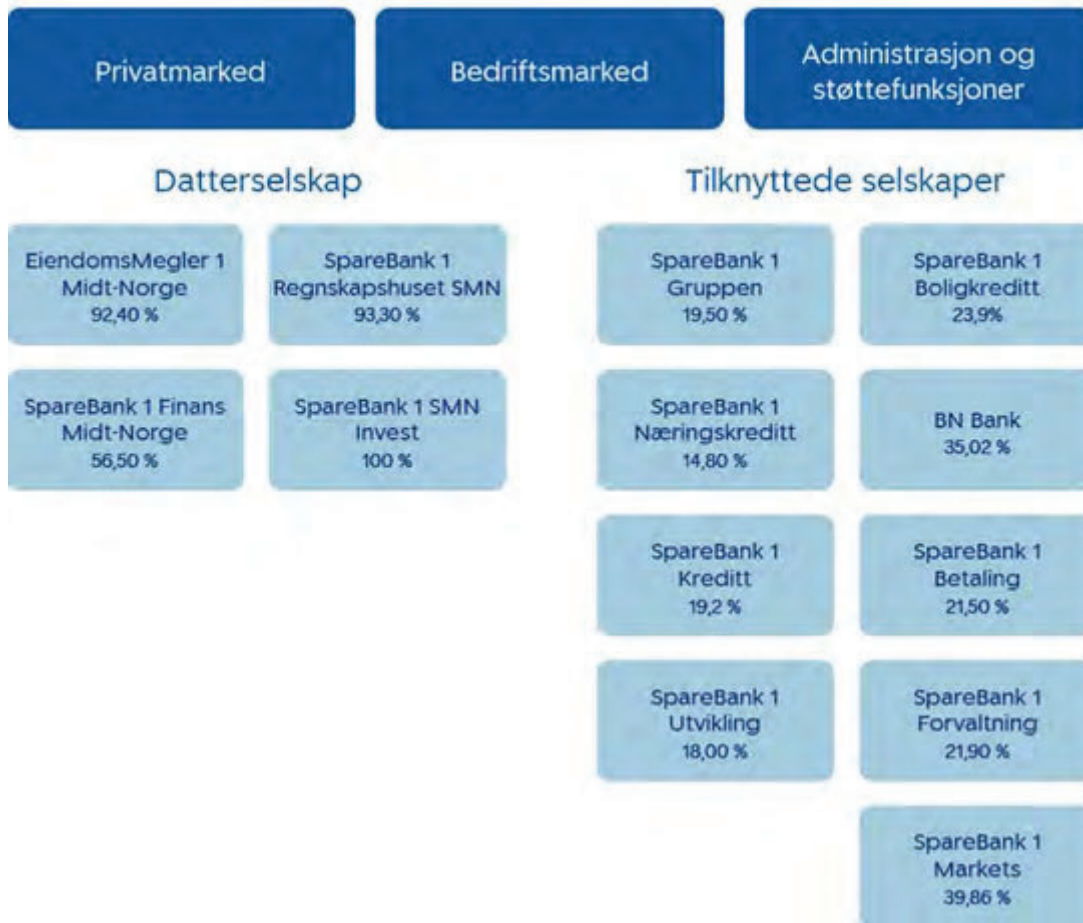 Privatmarked
Bedriftsmarked
Administrasjon og
støttefunksjoner
Datterselskap
EiendomsMegler 1
Midt-Norge
92,40 %
SpareBank 1
Regnskapshuset SMN
93,30 %
SpareBank 1 Finans
Midt-Norge
56,50 %
SpareBank 1 SMN
Invest
100 %
Tilknyttede selskaper
SpareBank 1
Gruppen
19,50 %
SpareBank 1
Boligkreditt
23,9%
SpareBank 1
Næringskreditt
14,80 %
BN Bank
35,02 %
SpareBank 1
Kreditt
19,2 %
SpareBank 1
Betaling
21,50 %
SpareBank 1
Utvikling
18,00 %
SpareBank 1
Forvaltning
21,90 %
SpareBank 1
Markets
39,86 %